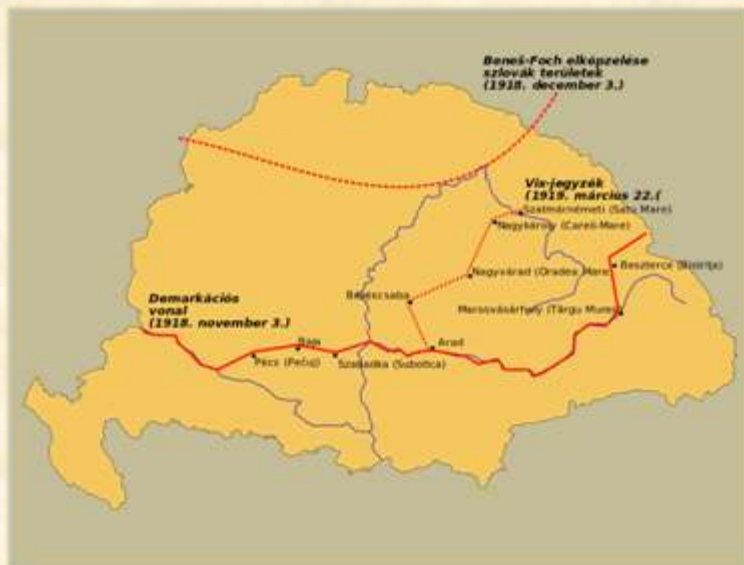 Beneš-Foch elképzelése
szlovák területek
(1918. december 3.)
Vix-jegyzék
(1919. március 22.(
Szatmárnémeti (Satu Mare)
Nagykároly (Careii-Mare)
Nagyvárad (Oradea Mare
Beszterce (Bistrița)
Békéscsaba
Marosvásárhely (Târgu Mureș
Demarkációs
vonal
(1918. november 3.)
Baja
Arad
Pécs (Pečuj)
Szabadka (Subotica)